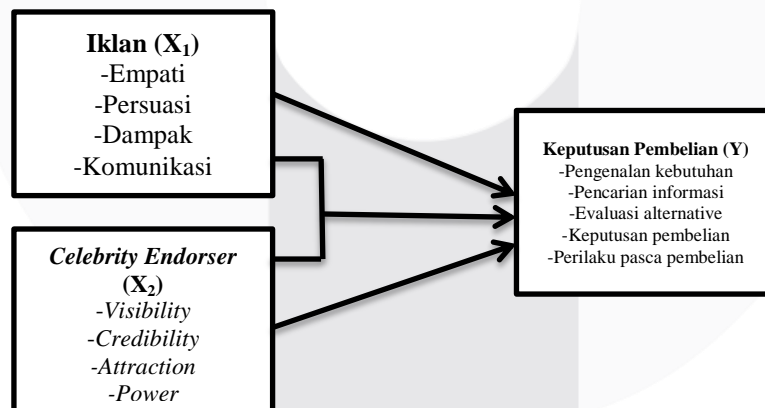 Iklan (X₁)
-Empati
-Persuasi
-Dampak
-Komunikasi
Celebrity Endorser
(X₂)
-Visibility
-Credibility
-Attraction
-Power
Keputusan Pembelian (Y)
-Pengenalan kebutuhan
-Pencarian informasi
-Evaluasi alternative
-Keputusan pembelian
-Perilaku pasca pembelian